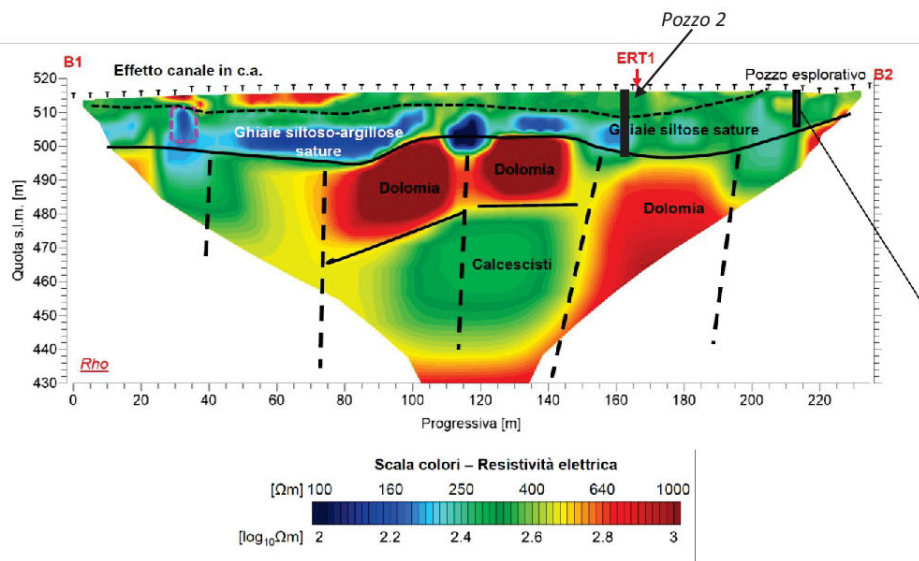 Pozzo 2
B1
ERT1
Effetto canale in c.a.
Pozzo esplorativo
B2
520
510
500
490
480
470
460
450
440
430
Quota s.l.m. [m]
Ghiaie siltoso-argillose
sature
Ghiaie siltose sature
Dolomia
Dolomia
Dolomia
Calcescisti
Rho
0 20 40 60 80 100 120 140 160 180 200 220
Progressiva [m]
Scala colori – Resistività elettrica
[Ωm] 100 160 250 400 640 1000
[log10Ωm] 2 2.2 2.4 2.6 2.8 3